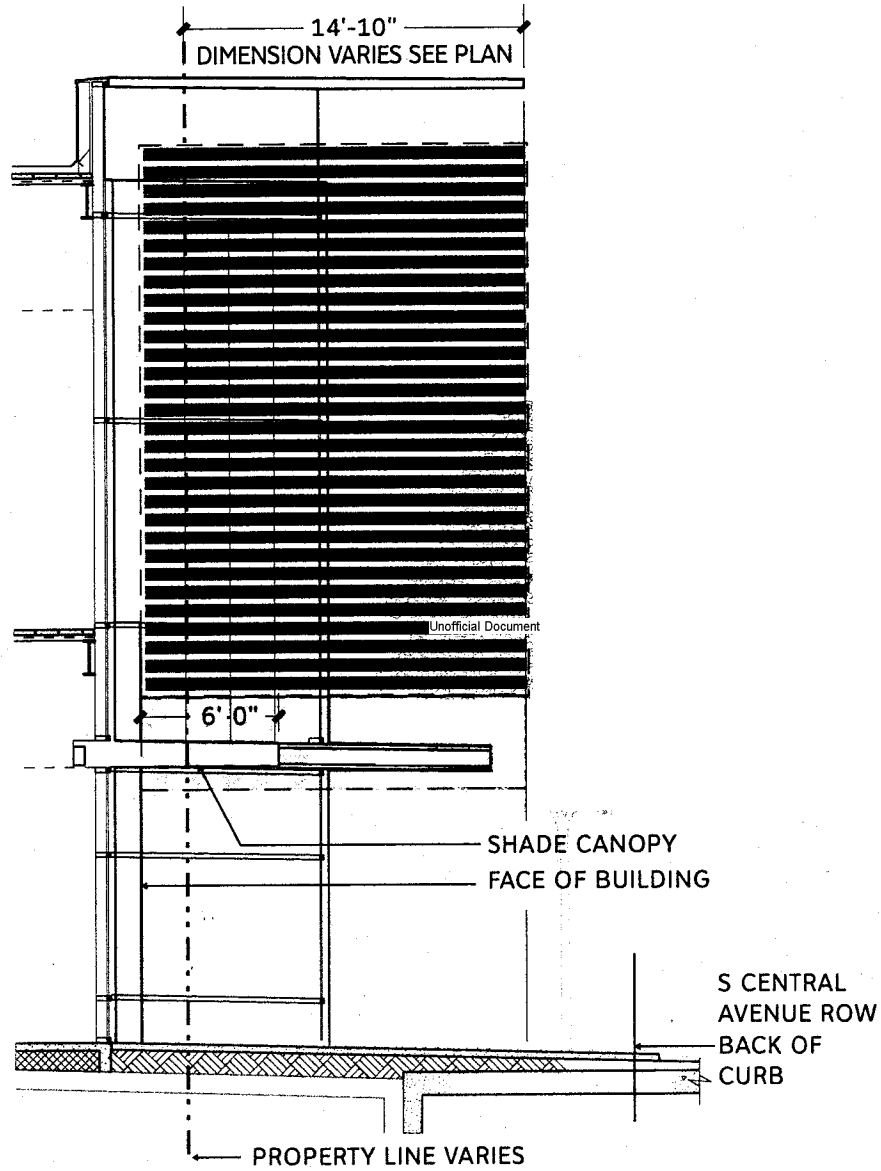 14'-10"
DIMENSION VARIES SEE PLAN
Unofficial Document
6'-0"
SHADE CANOPY
FACE OF BUILDING
S CENTRAL
AVENUE ROW
BACK OF
CURB
PROPERTY LINE VARIES